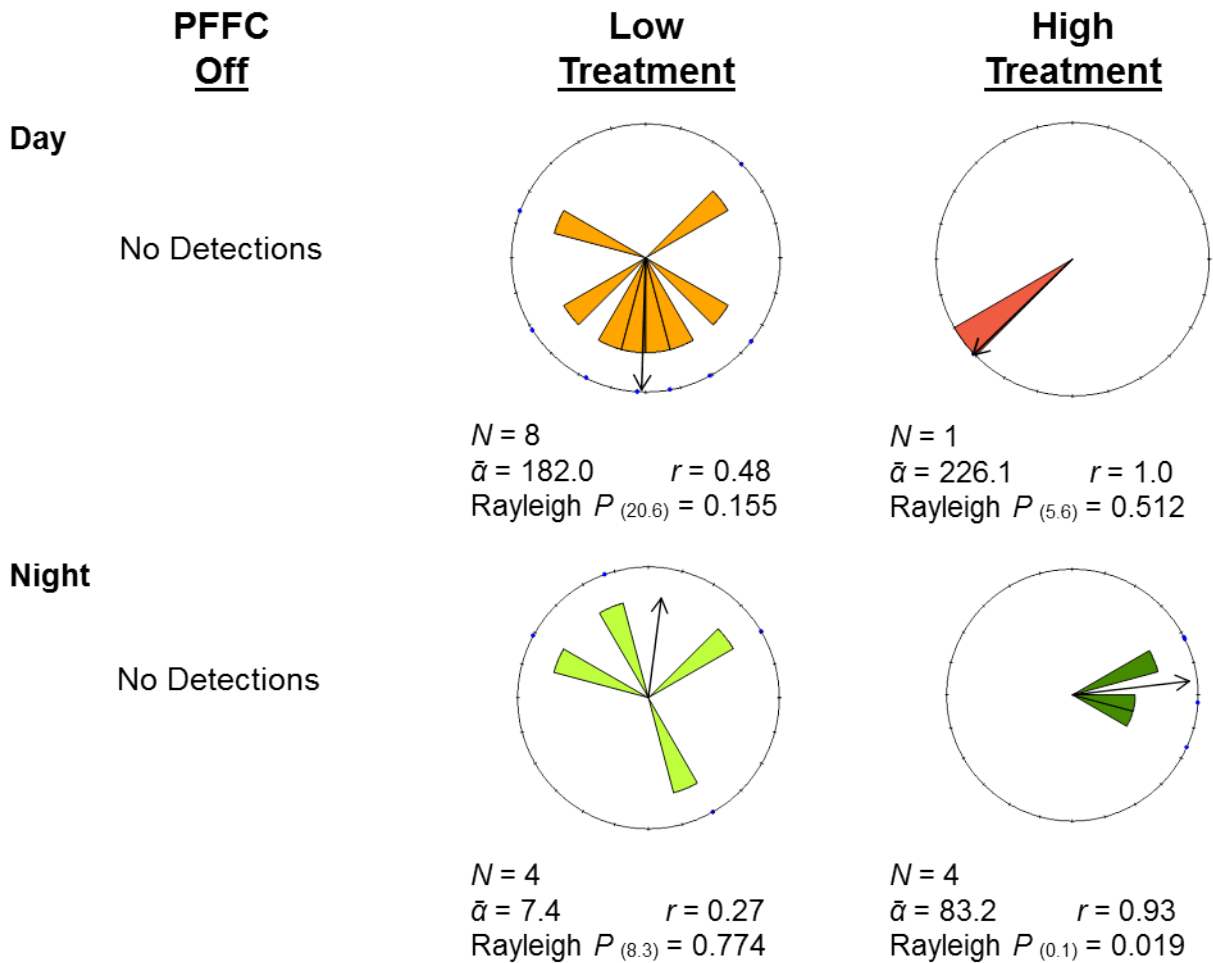 PFFC
Off
Low
Treatment
High
Treatment
Day
No Detections
N = 8
ᾱ = 182.0 r = 0.48
Rayleigh P (20.6) = 0.155
N = 1
ᾱ = 226.1 r = 1.0
Rayleigh P (5.6) = 0.512
Night
No Detections
N = 4
ᾱ = 7.4 r = 0.27
Rayleigh P (8.3) = 0.774
N = 4
ᾱ = 83.2 r = 0.93
Rayleigh P (0.1) = 0.019